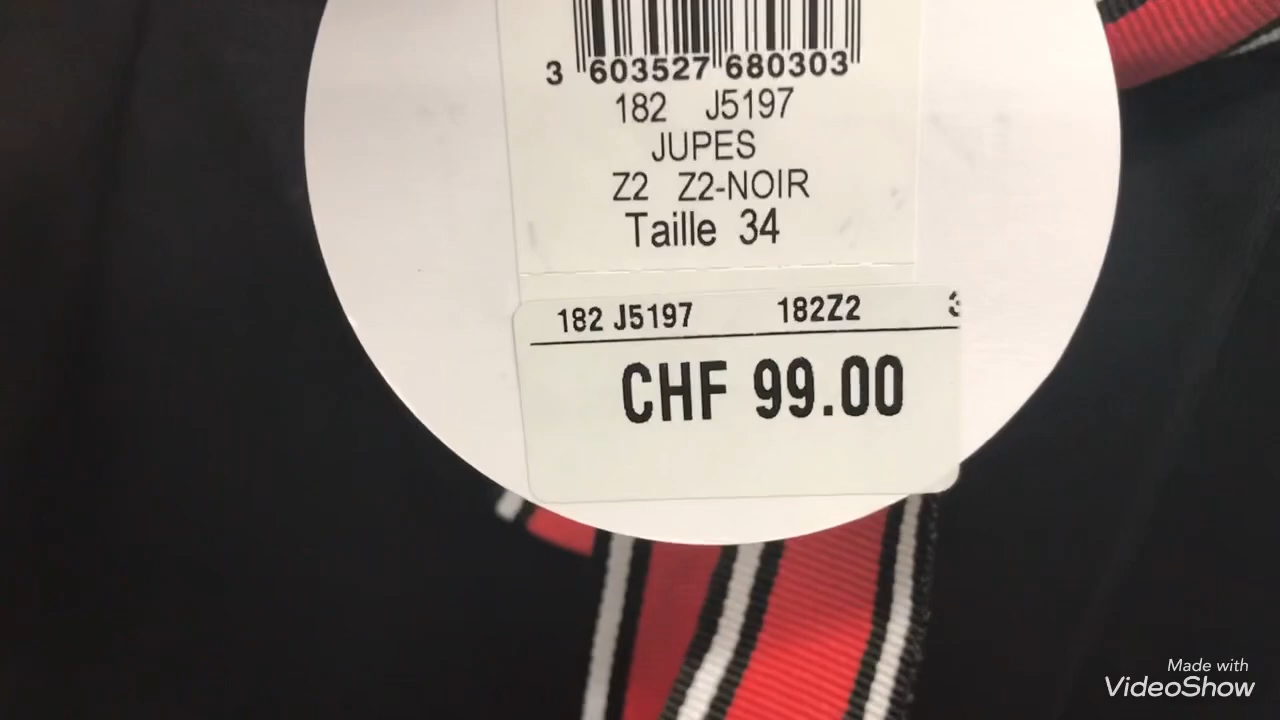 3 603527 680303
182 J5197
JUPES
Z2 Z2-NOIR
Taille 34
182 J5197 182Z2 3
CHF 99.00
Made with
VideoShow